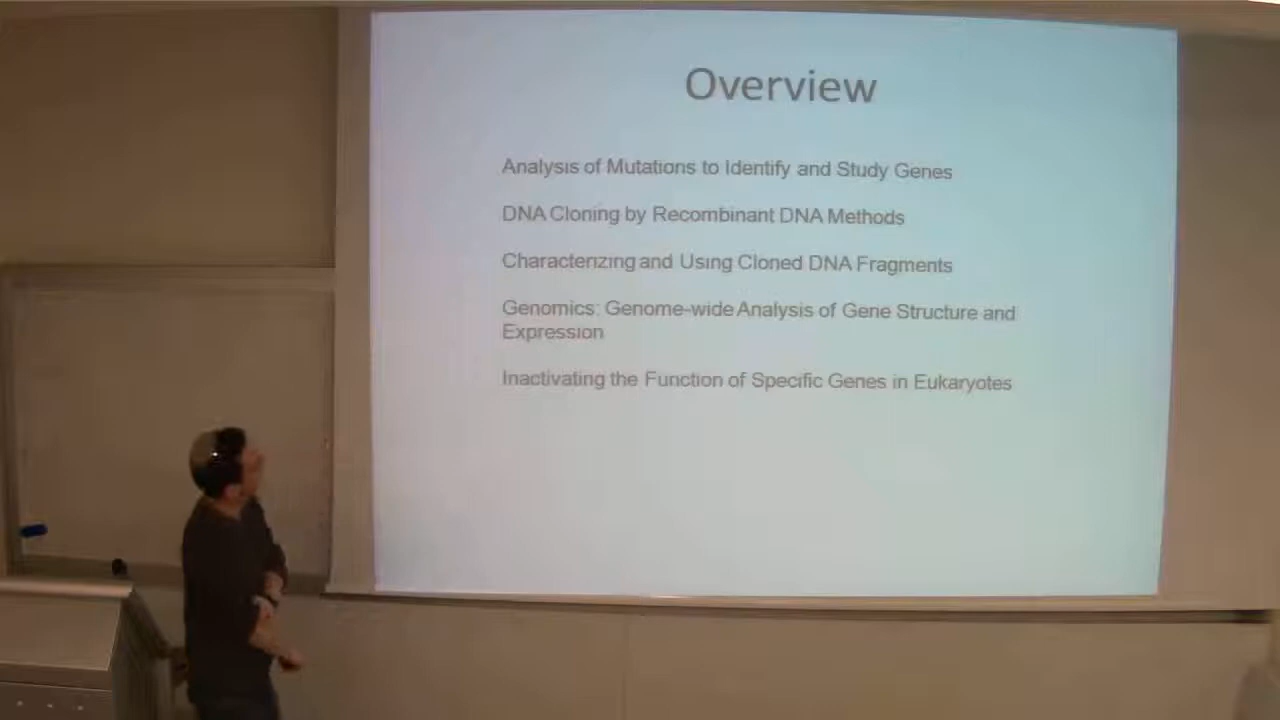 Overview
Analysis of Mutations to Identify and Study Genes
DNA Cloning by Recombinant DNA Methods
Characterizing and Using Cloned DNA Fragments
Genomics: Genome-wide Analysis of Gene Structure and
Expression
Inactivating the Function of Specific Genes in Eukaryotes